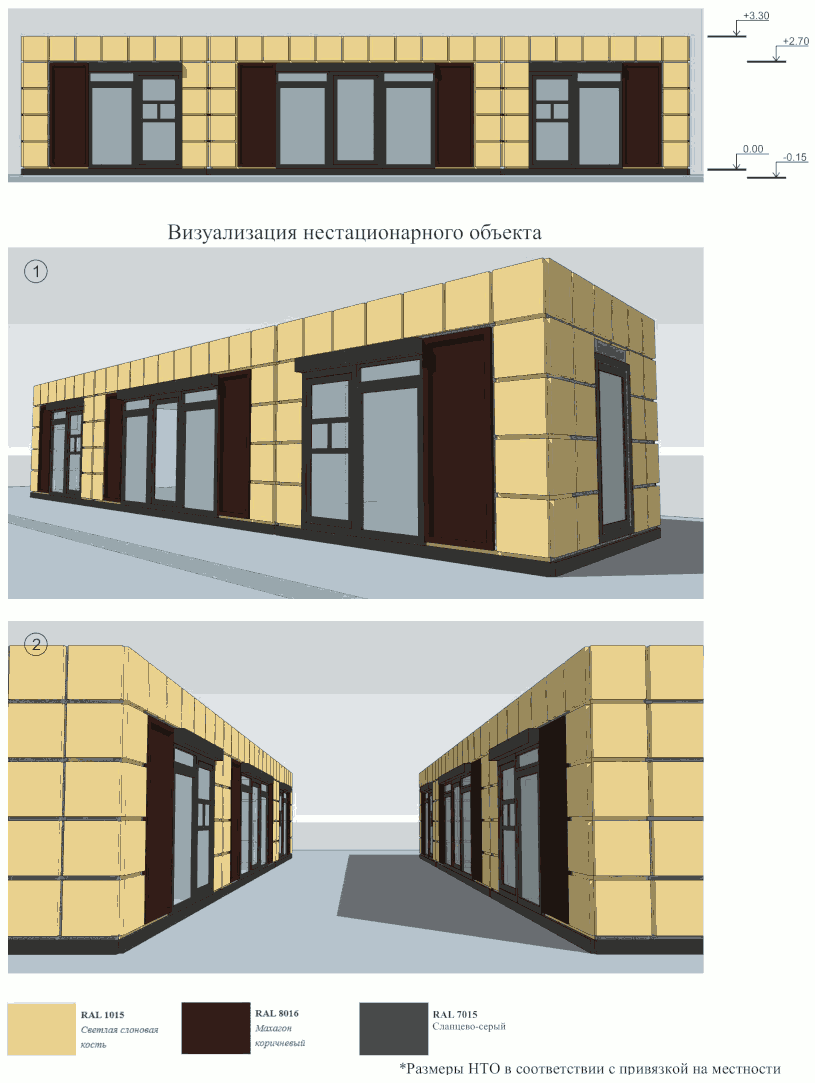 +3.30
+2.70
0.00
-0.15
Визуализация нестационарного объекта
1
2
RAL 1015
Светлая слоновая
кость
RAL 8016
Махагон
коричневый
RAL 7015
Сланцево-серый
*Размеры НТО в соответствии с привязкой на местности